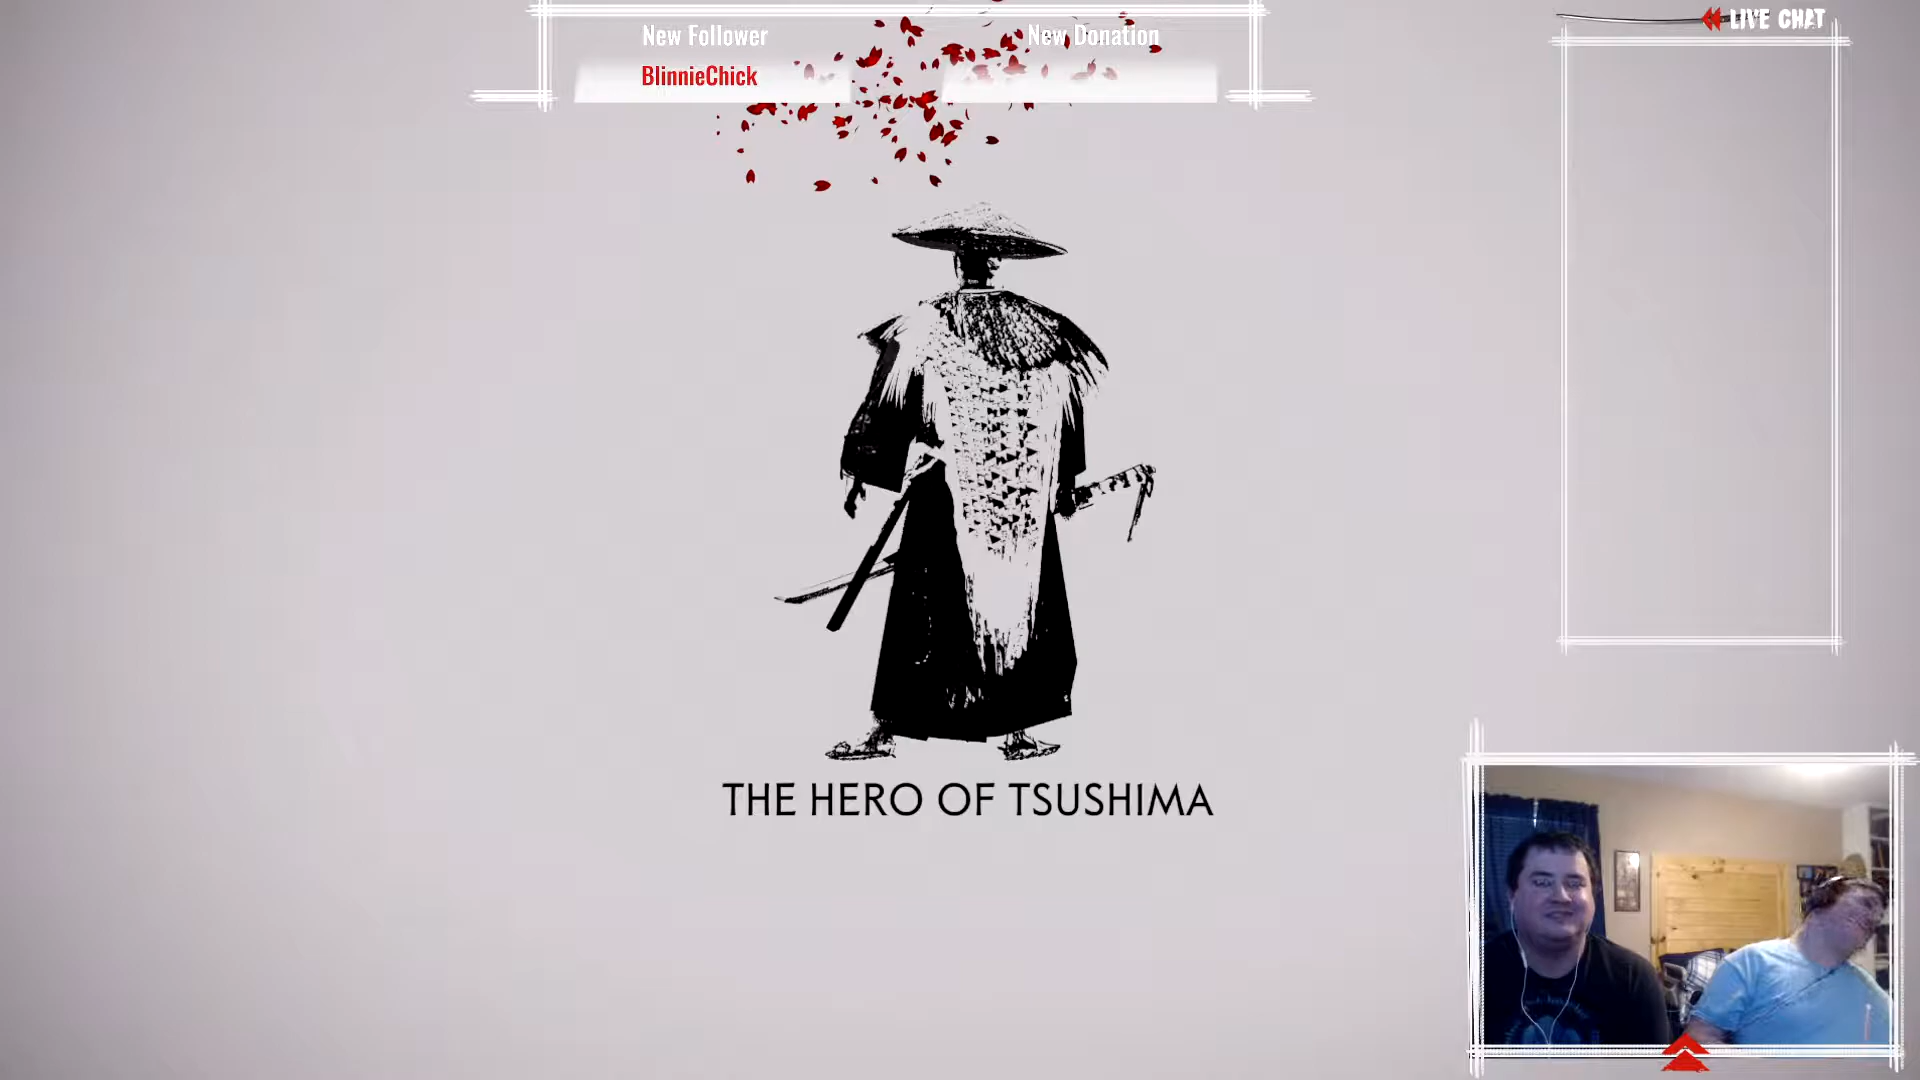 New Follower
New Donation
BlinnieChick
LIVE CHAT
THE HERO OF TSUSHIMA